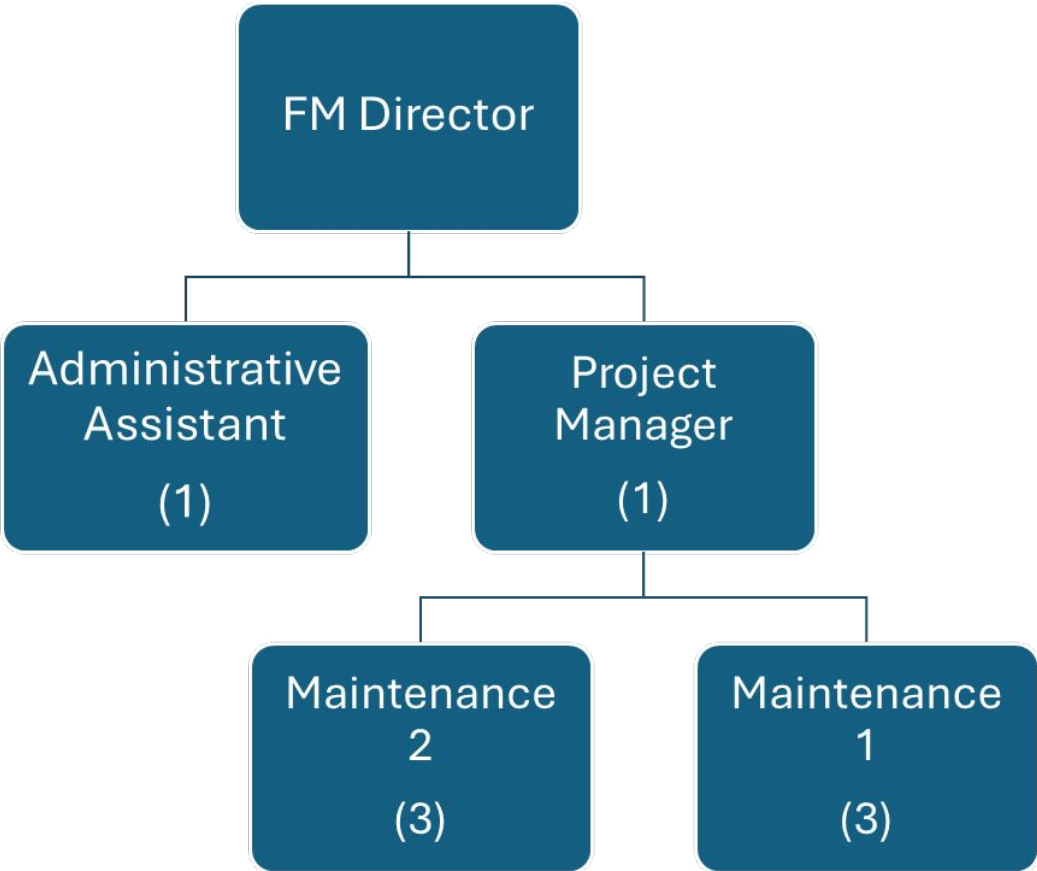 FM Director
Administrative
Assistant
(1)
Project
Manager
(1)
Maintenance
2
(3)
Maintenance
1
(3)